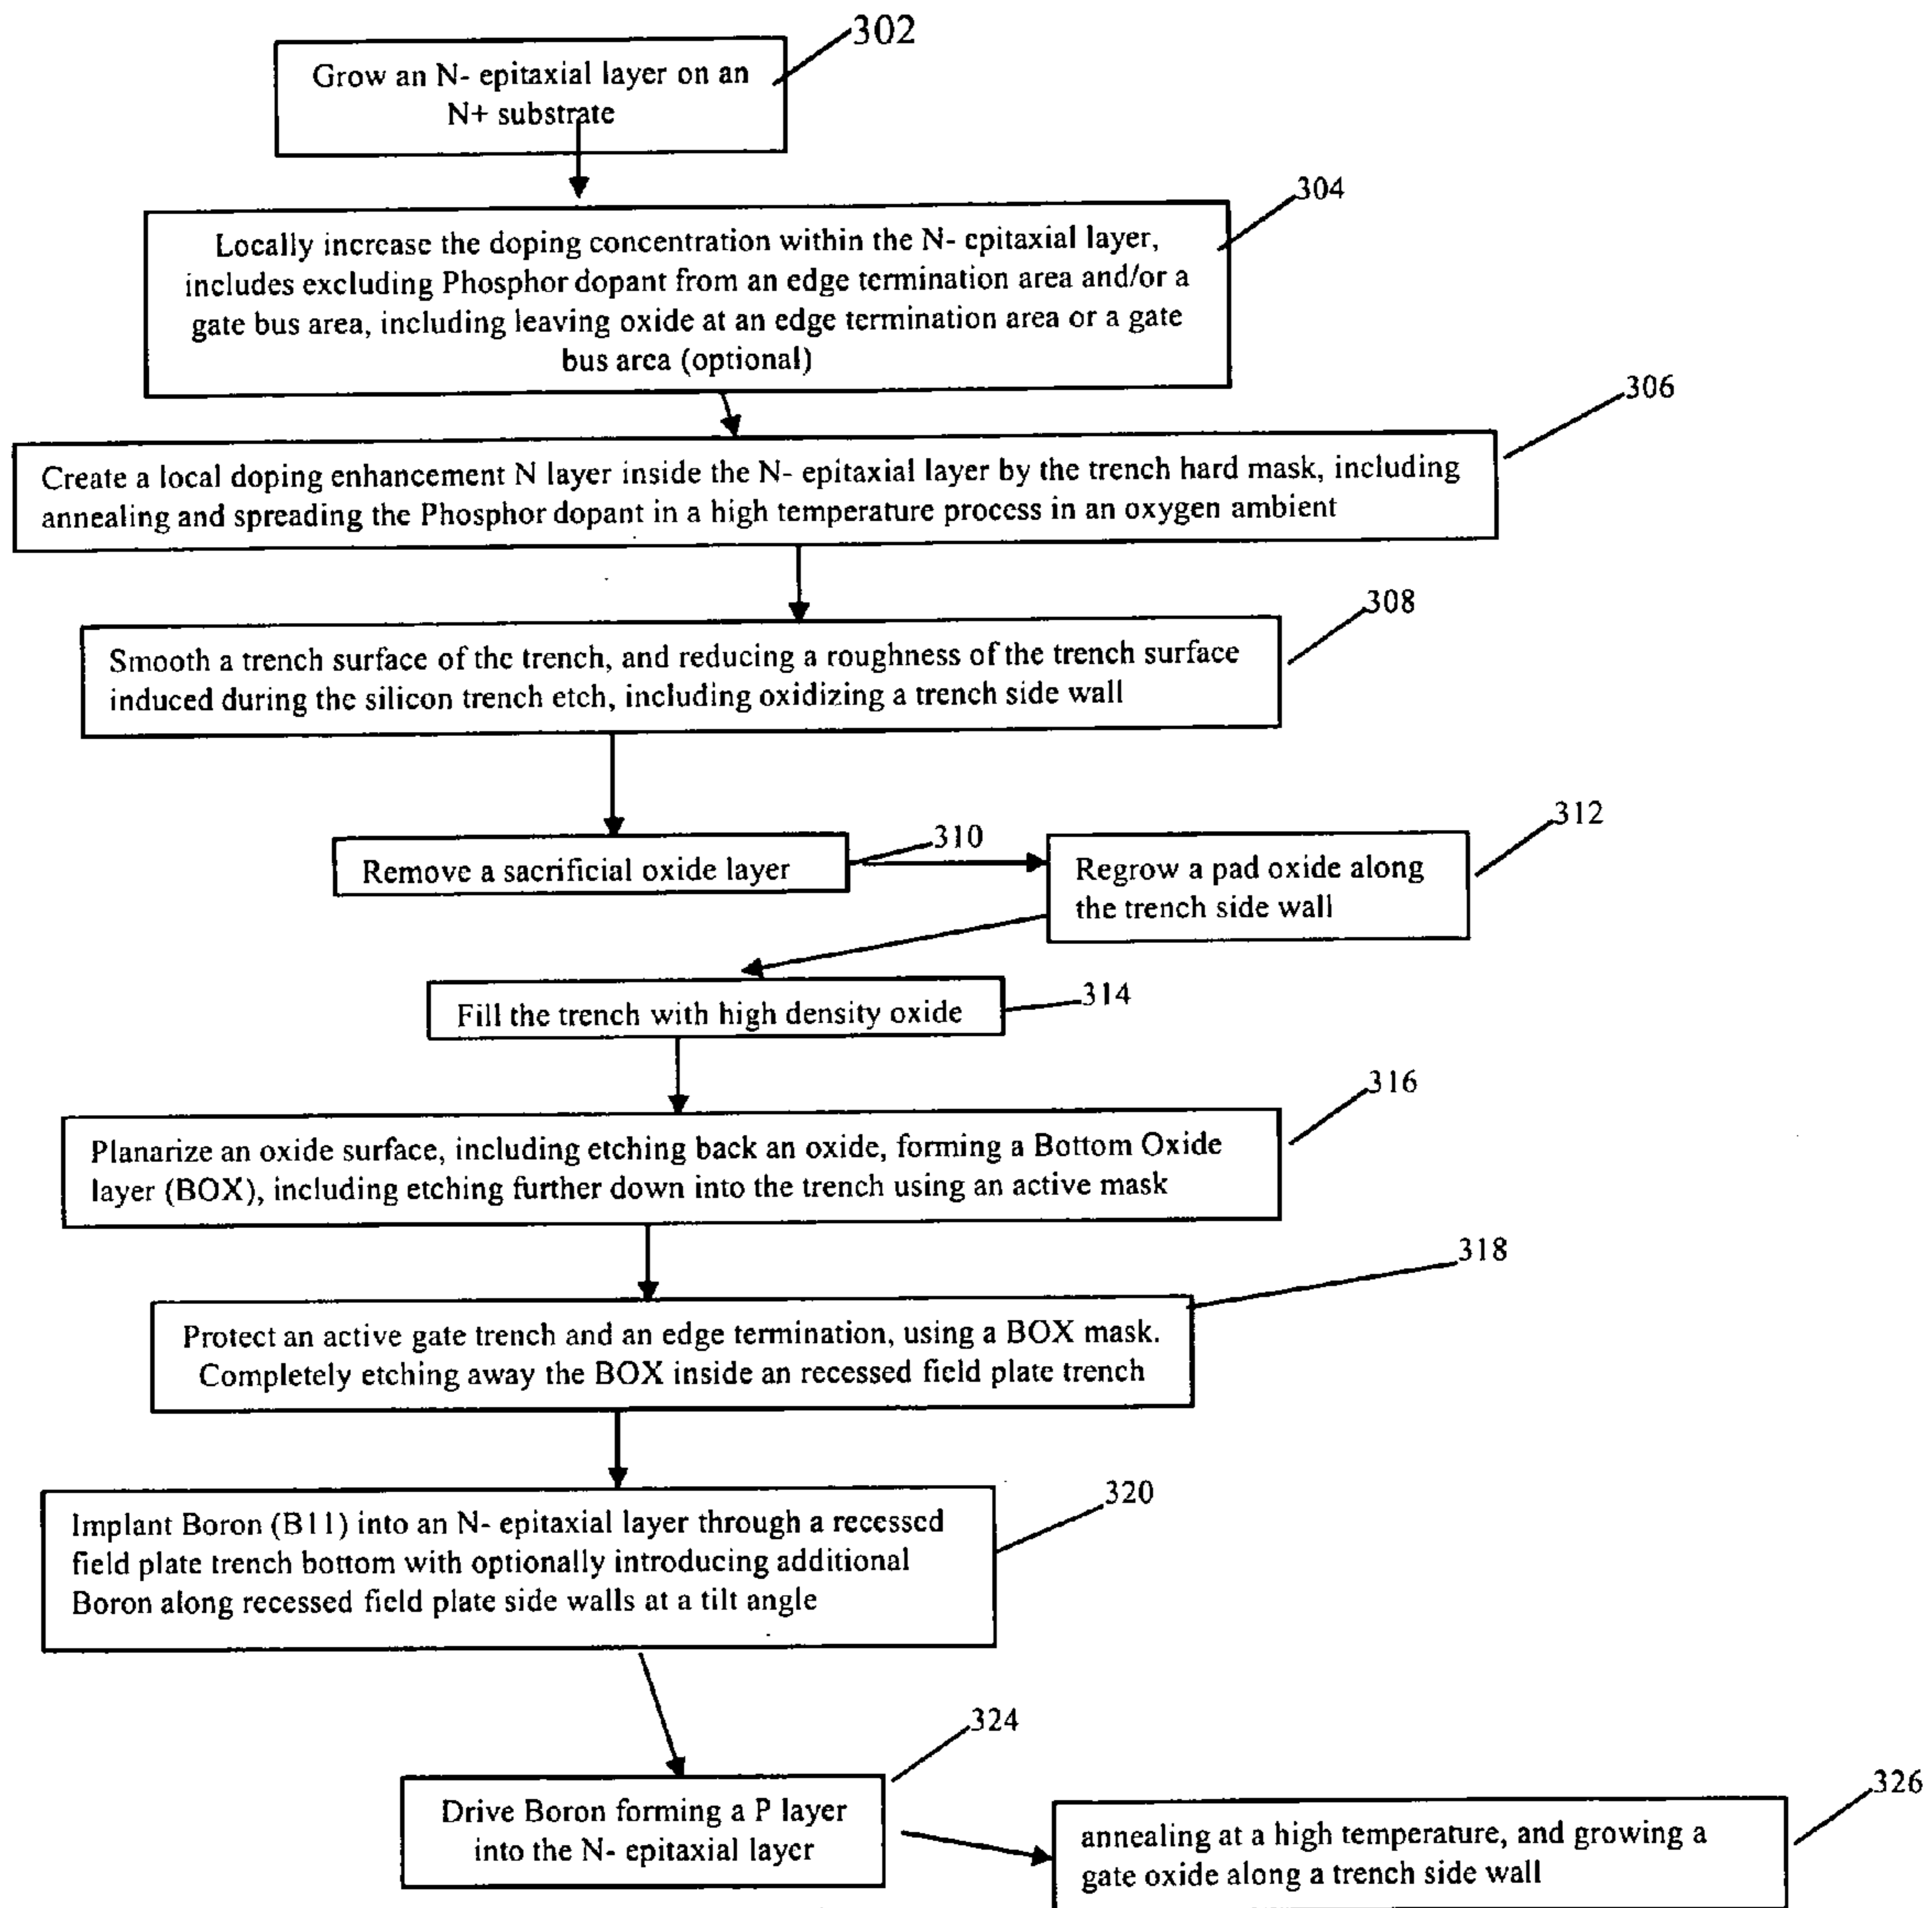 302
Grow an N- epitaxial layer on an
N+ substrate
304
Locally increase the doping concentration within the N- epitaxial layer,
includes excluding Phosphor dopant from an edge termination area and/or a
gate bus area, including leaving oxide at an edge termination area or a gate
bus area (optional)
306
Create a local doping enhancement N layer inside the N- epitaxial layer by the trench hard mask, including
annealing and spreading the Phosphor dopant in a high temperature process in an oxygen ambient
308
Smooth a trench surface of the trench, and reducing a roughness of the trench surface
induced during the silicon trench etch, including oxidizing a trench side wall
310
Remove a sacrificial oxide layer
312
Regrow a pad oxide along
the trench side wall
314
Fill the trench with high density oxide
316
Planarize an oxide surface, including etching back an oxide, forming a Bottom Oxide
layer (BOX), including etching further down into the trench using an active mask
318
Protect an active gate trench and an edge termination, using a BOX mask.
Completely etching away the BOX inside an recessed field plate trench
320
Implant Boron (B11) into an N- epitaxial layer through a recessed
field plate trench bottom with optionally introducing additional
Boron along recessed field plate side walls at a tilt angle
324
Drive Boron forming a P layer
into the N- epitaxial layer
326
annealing at a high temperature, and growing a
gate oxide along a trench side wall